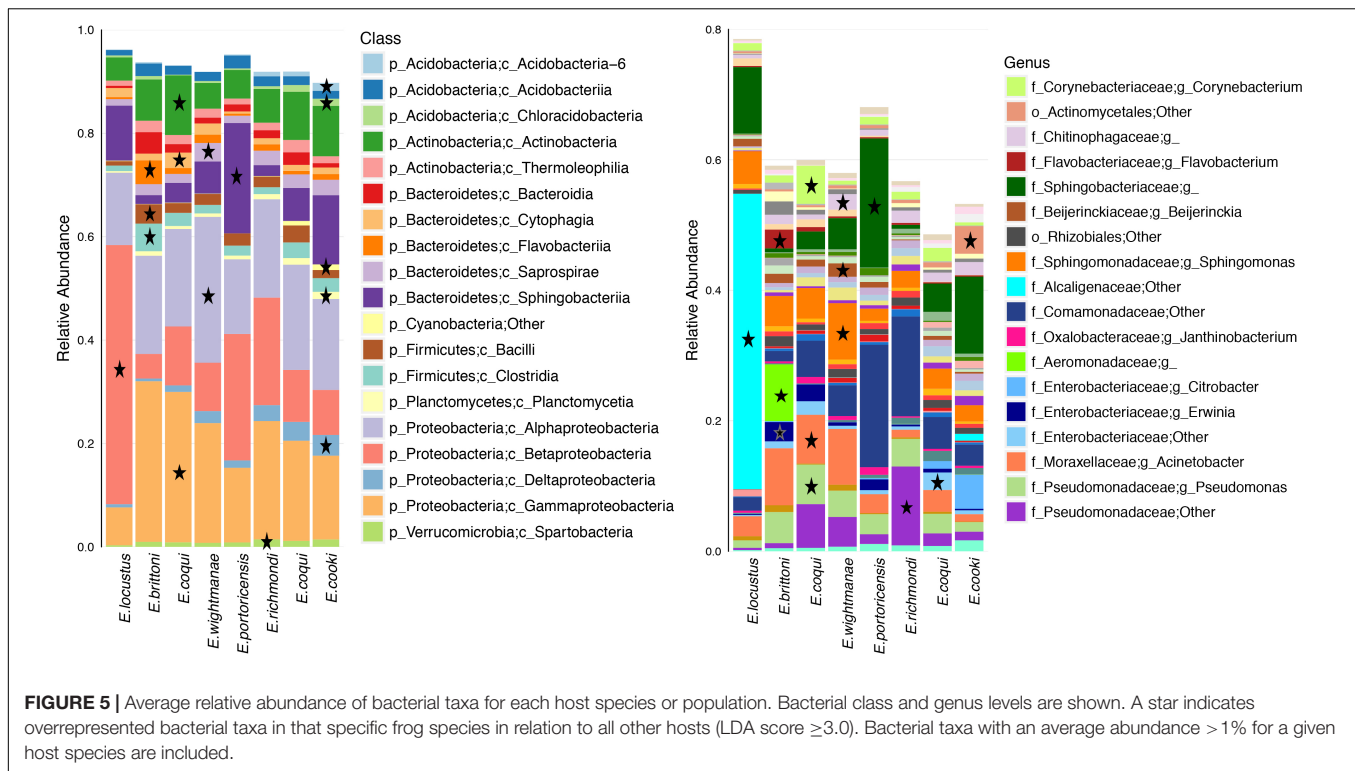 1.0
0.8
0.6
0.4
0.2
0.0
Relative Abundance
E.locustus
E.brittoni
E.coqui
E.wightmanae
E.portoricensis
E.richmondi
E.coqui
E.cooki
Class
p_Acidobacteria;c_Acidobacteria−6
p_Acidobacteria;c_Acidobacteriia
p_Acidobacteria;c_Chloracidobacteria
p_Actinobacteria;c_Actinobacteria
p_Actinobacteria;c_Thermoleophilia
p_Bacteroidetes;c_Bacteroidia
p_Bacteroidetes;c_Cytophagia
p_Bacteroidetes;c_Flavobacteriia
p_Bacteroidetes;c_Saprospirae
p_Bacteroidetes;c_Sphingobacteriia
p_Cyanobacteria;Other
p_Firmicutes;c_Bacilli
p_Firmicutes;c_Clostridia
p_Planctomycetes;c_Planctomycetia
p_Proteobacteria;c_Alphaproteobacteria
p_Proteobacteria;c_Betaproteobacteria
p_Proteobacteria;c_Deltaproteobacteria
p_Proteobacteria;c_Gammaproteobacteria
p_Verrucomicrobia;c_Spartobacteria
0.8
0.6
0.4
0.2
0.0
Relative Abundance
E.locustus
E.brittoni
E.coqui
E.wightmanae
E.portoricensis
E.richmondi
E.coqui
E.cooki
Genus
f_Corynebacteriaceae;g_Corynebacterium
o_Actinomycetales;Other
f_Chitinophagaceae;g_
f_Flavobacteriaceae;g_Flavobacterium
f_Sphingobacteriaceae;g_
f_Beijerinckiaceae;g_Beijerinckia
o_Rhizobiales;Other
f_Sphingomonadaceae;g_Sphingomonas
f_Alcaligenaceae;Other
f_Comamonadaceae;Other
f_Oxalobacteraceae;g_Janthinobacterium
f_Aeromonadaceae;g_
f_Enterobacteriaceae;g_Citrobacter
f_Enterobacteriaceae;g_Erwinia
f_Enterobacteriaceae;Other
f_Moraxellaceae;g_Acinetobacter
f_Pseudomonadaceae;g_Pseudomonas
f_Pseudomonadaceae;Other
FIGURE 5 | Average relative abundance of bacterial taxa for each host species or population. Bacterial class and genus levels are shown. A star indicates
overrepresented bacterial taxa in that specific frog species in relation to all other hosts (LDA score ≥3.0). Bacterial taxa with an average abundance >1% for a given
host species are included.